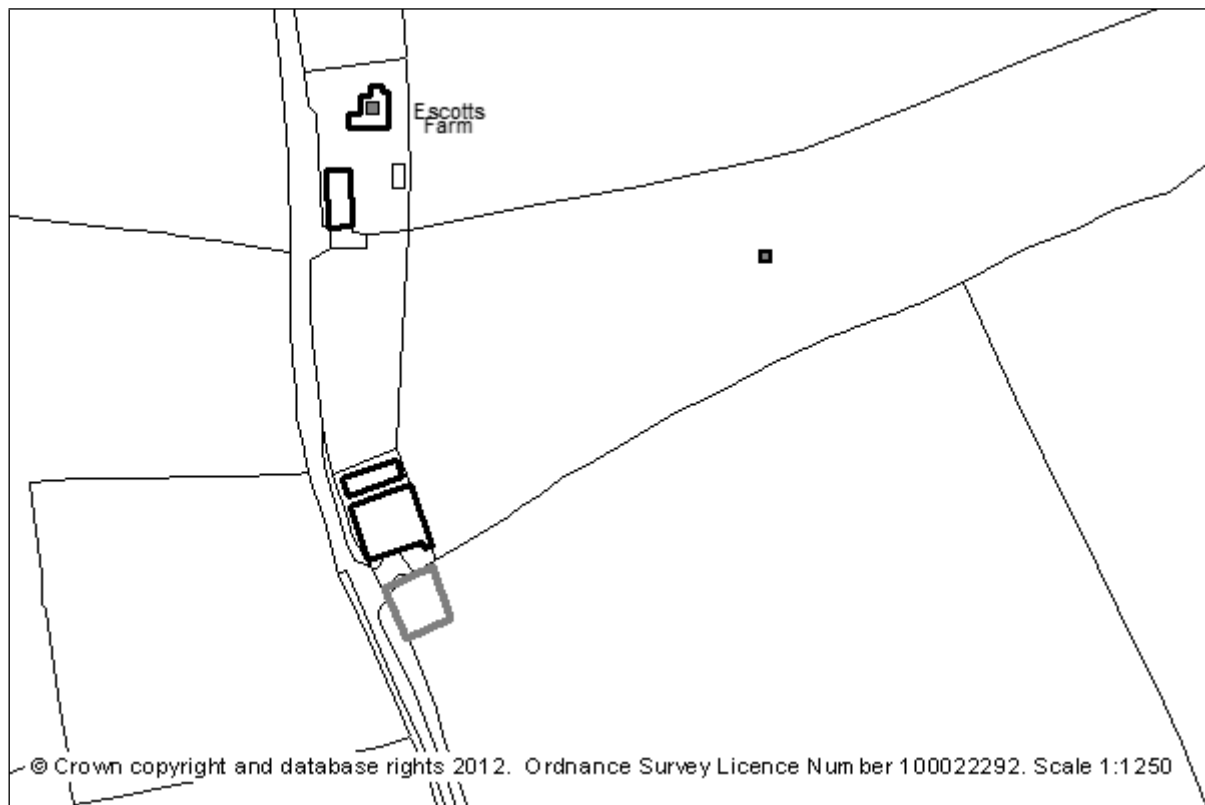 Escotts
Farm
© Crown copyright and database rights 2012. Ordnance Survey Licence Number 100022292. Scale 1:1250